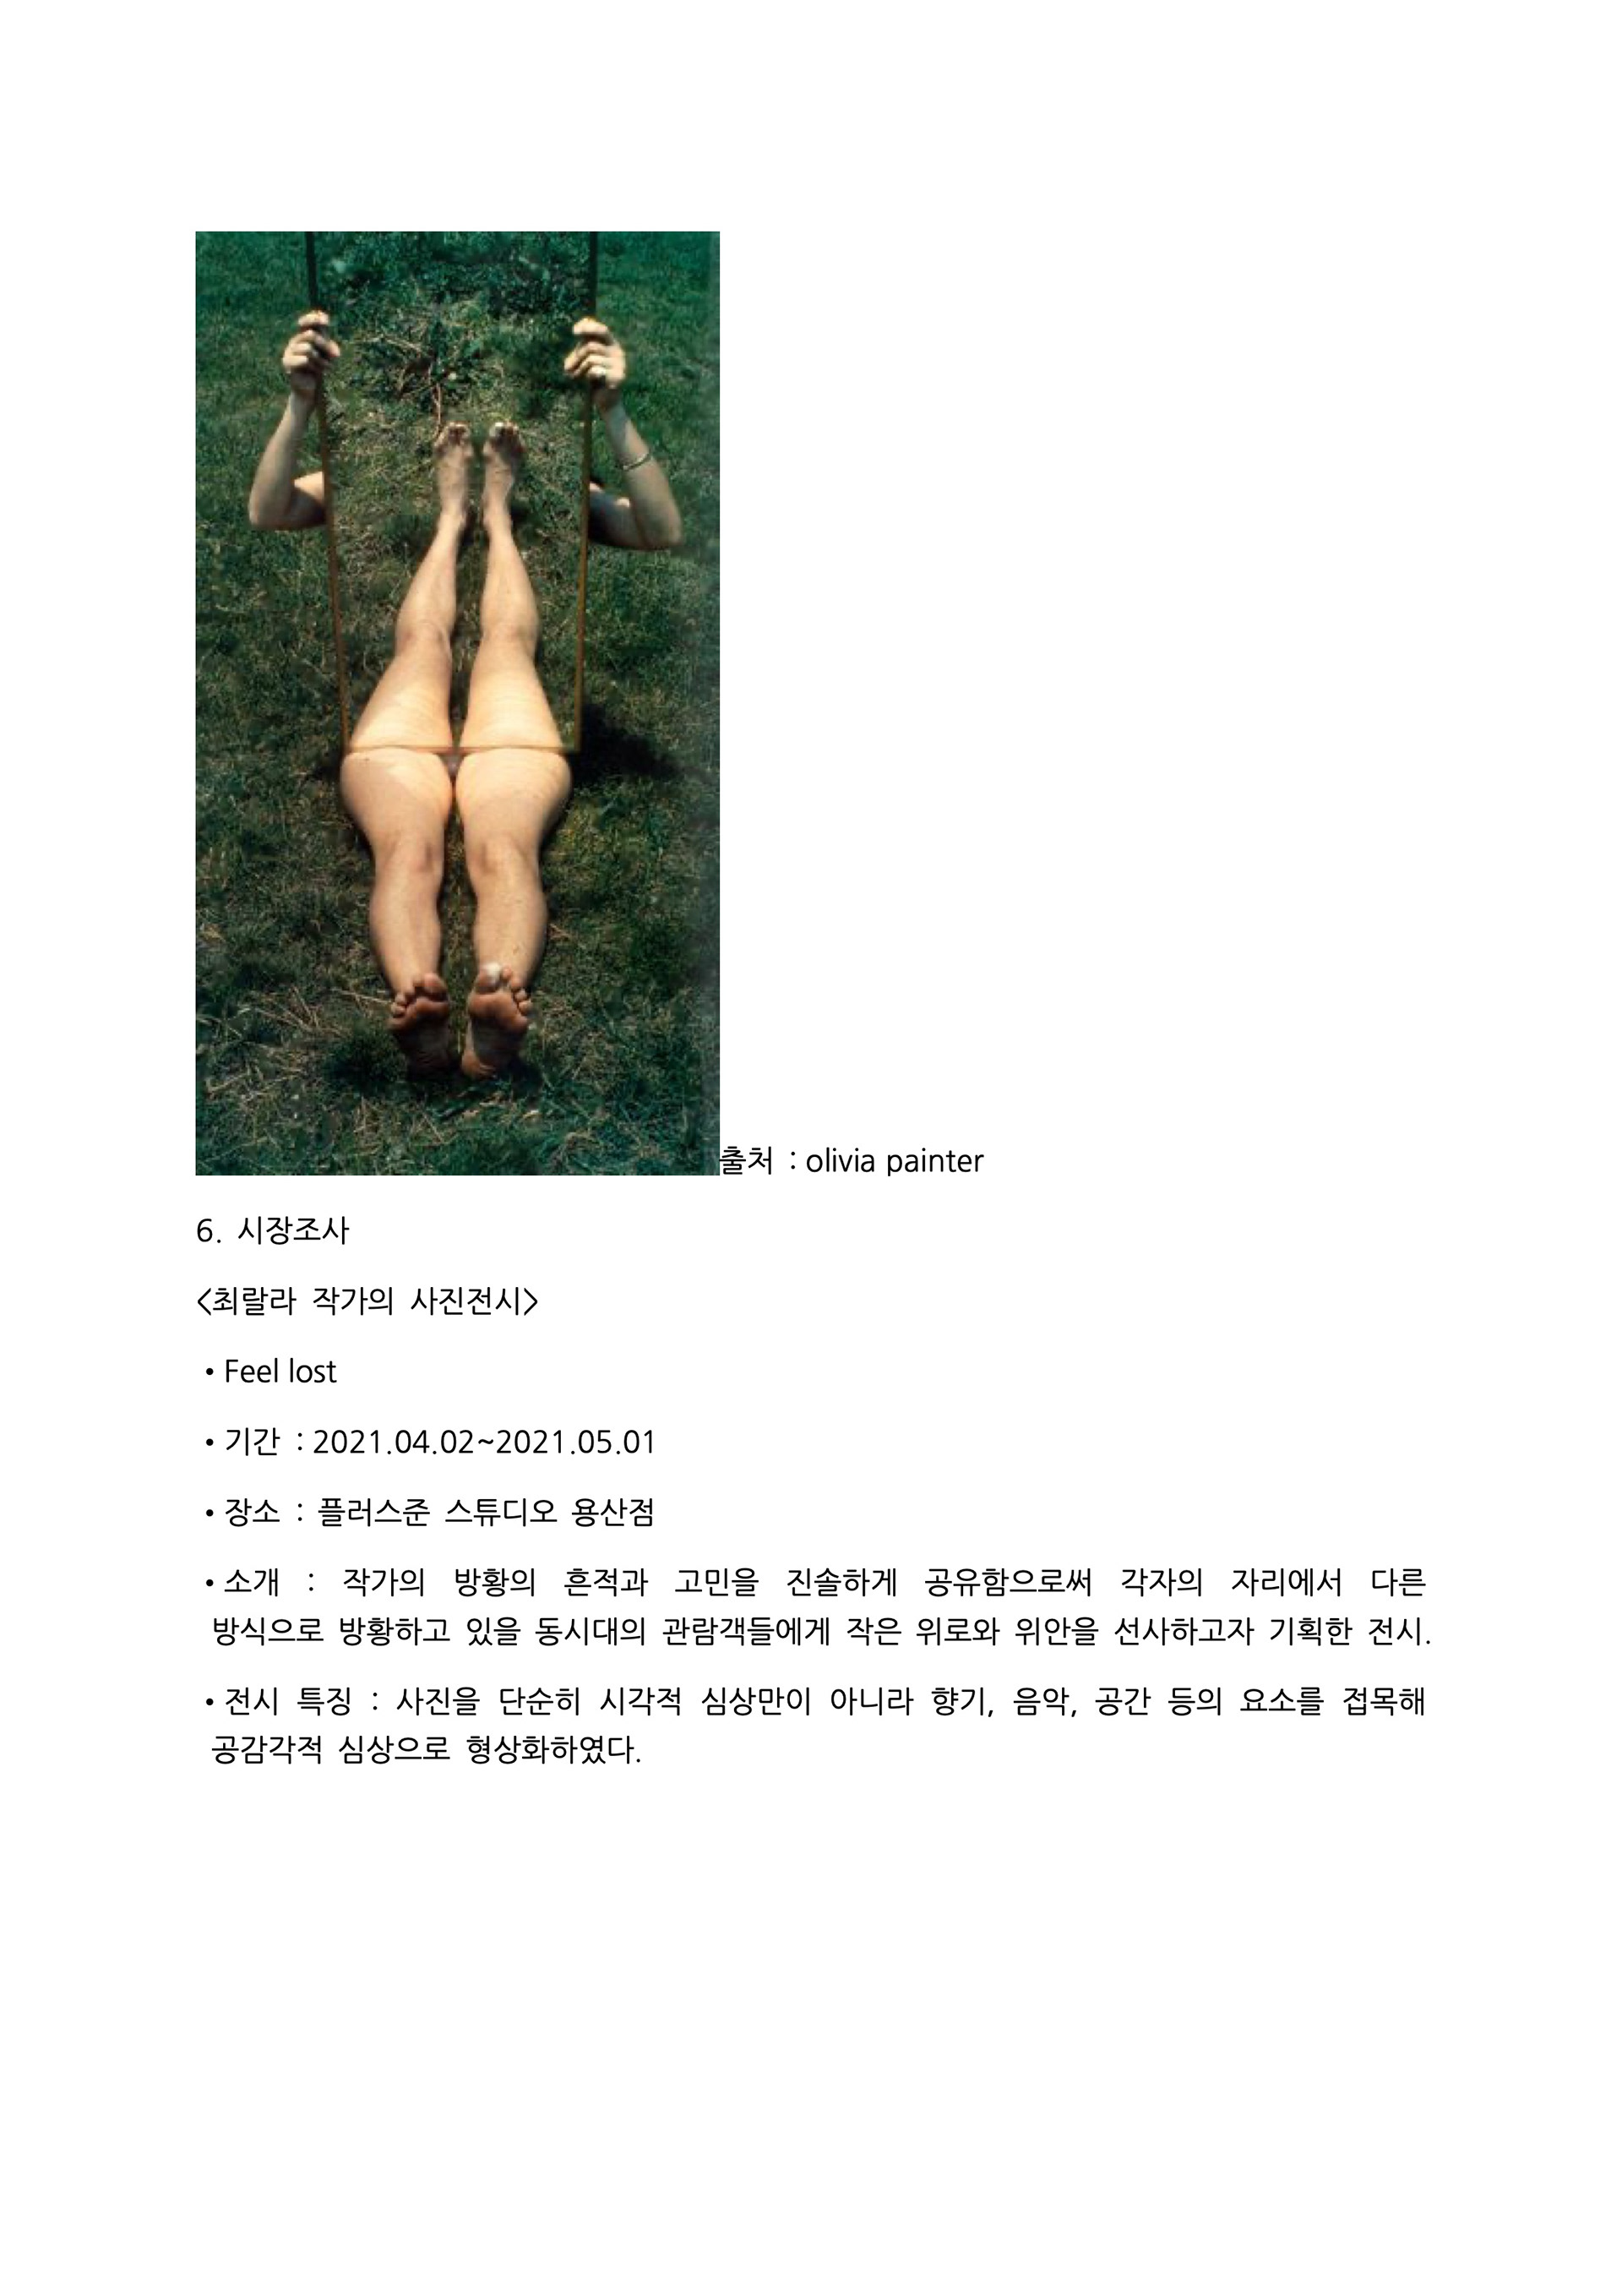 출처 : olivia painter
6. 시장조사
<최랄라 작가의 사진전시>
• Feel lost
• 기간 : 2021.04.02~2021.05.01
• 장소 : 플러스준 스튜디오 용산점
• 소개 : 작가의 방황의 흔적과 고민을 진솔하게 공유함으로써 각자의 자리에서 다른
방식으로 방황하고 있을 동시대의 관람객들에게 작은 위로와 위안을 선사하고자 기획한 전시.
• 전시 특징 : 사진을 단순히 시각적 심상만이 아니라 향기, 음악, 공간 등의 요소를 접목해
공감각적 심상으로 형상화하였다.